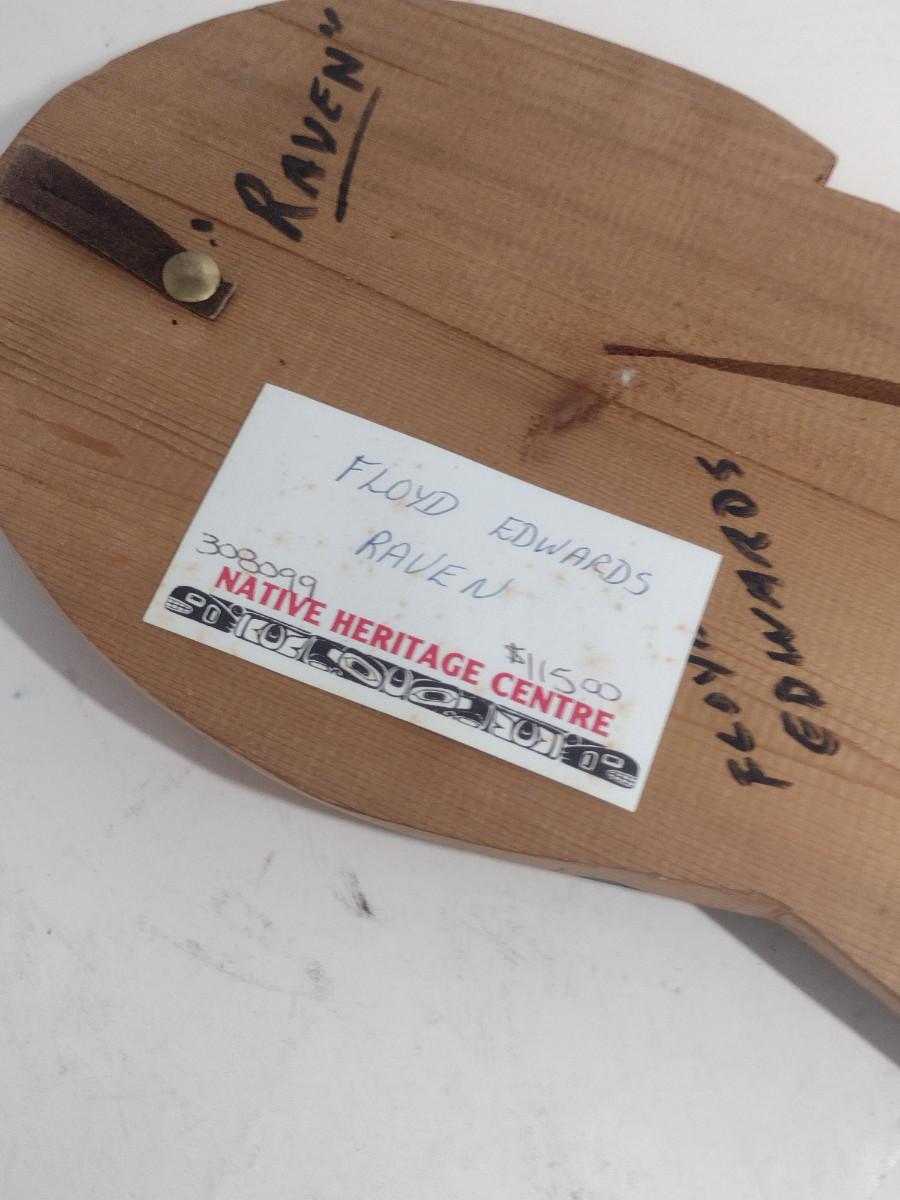 "RAVEN"
FLOYD EDWARDS
RAVEN
308099
$115.00
NATIVE HERITAGE CENTRE
FLOYD
EDWARDS